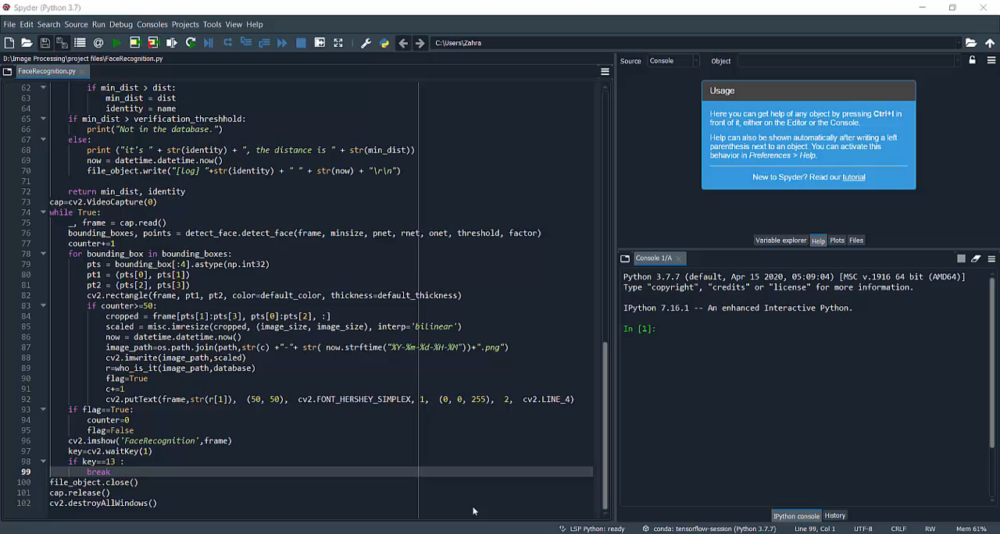 Spyder (Python 3.7)
File Edit Search Source Run Debug Consoles Projects Tools View Help
C:\Users\Zahra
D:\Image Processing\project files\FaceRecognition.py
FaceRecgnition.py
62 if min_dist > dist:
63 min_dist = dist
64 identity = name
65 if min_dist > verification_threshhold:
66 print("Not in the database.")
67 else:
68 print ("it's " + str(identity) + ", the distance is " + str(min_dist))
69 now = datetime.datetime.now()
70 file_object.write("[log] "+str(identity) + " " + str(now) + "\r\n")
71
72 return min_dist, identity
73 cap=cv2.VideoCapture(0)
74 while True:
75 _, frame = cap.read()
76 bounding_boxes, points = detect_face.detect_face(frame, minsize, pnet, rnet, onet, threshold, factor)
77 counter+=1
78 for bounding_box in bounding_boxes:
79 pts = bounding_box[:4].astype(np.int32)
80 pt1 = (pts[0], pts[1])
81 pt2 = (pts[2], pts[3])
82 cv2.rectangle(frame, pt1, pt2, color=default_color, thickness=default_thickness)
83 if counter>=50:
84 cropped = frame[pts[1]:pts[3], pts[0]:pts[2], :]
85 scaled = misc.imresize(cropped, (image_size, image_size), interp='bilinear')
86 now = datetime.datetime.now()
87 image_path=os.path.join(path,str(c) +"-"+ str( now.strftime("%Y-%m-%d-%H-%M"))+".png")
88 cv2.imwrite(image_path,scaled)
89 r=who_is_it(image_path,database)
90 flag=True
91 c+=1
92 cv2.putText(frame,str(r[1]), (50, 50), cv2.FONT_HERSHEY_SIMPLEX, 1, (0, 0, 255), 2, cv2.LINE_4)
93 if flag==True:
94 counter=0
95 flag=False
96 cv2.imshow('FaceRecognition',frame)
97 key=cv2.waitKey(1)
98 if key==13 :
99 break
100 file_object.close()
101 cap.release()
102 cv2.destroyAllWindows()
Source Console Object
Usage
Here you can get help of any object by pressing Ctrl+I in
front of it, either on the Editor or the Console.
Help can also be shown automatically after writing a left
parenthesis next to an object. You can activate this
behavior in Preferences > Help.
New to Spyder? Read our tutorial
Variable explorer Help Plots Files
Console 1/A
Python 3.7.7 (default, Apr 15 2020, 05:09:04) [MSC v.1916 64 bit (AMD64)]
Type "copyright", "credits" or "license" for more information.
IPython 7.16.1 -- An enhanced Interactive Python.
In [1]:
IPython console History
LSP Python: ready conda: tensorflow-session (Python 3.7.7) Line 99, Col 1 UTF-8 CRLF RW Mem 61%